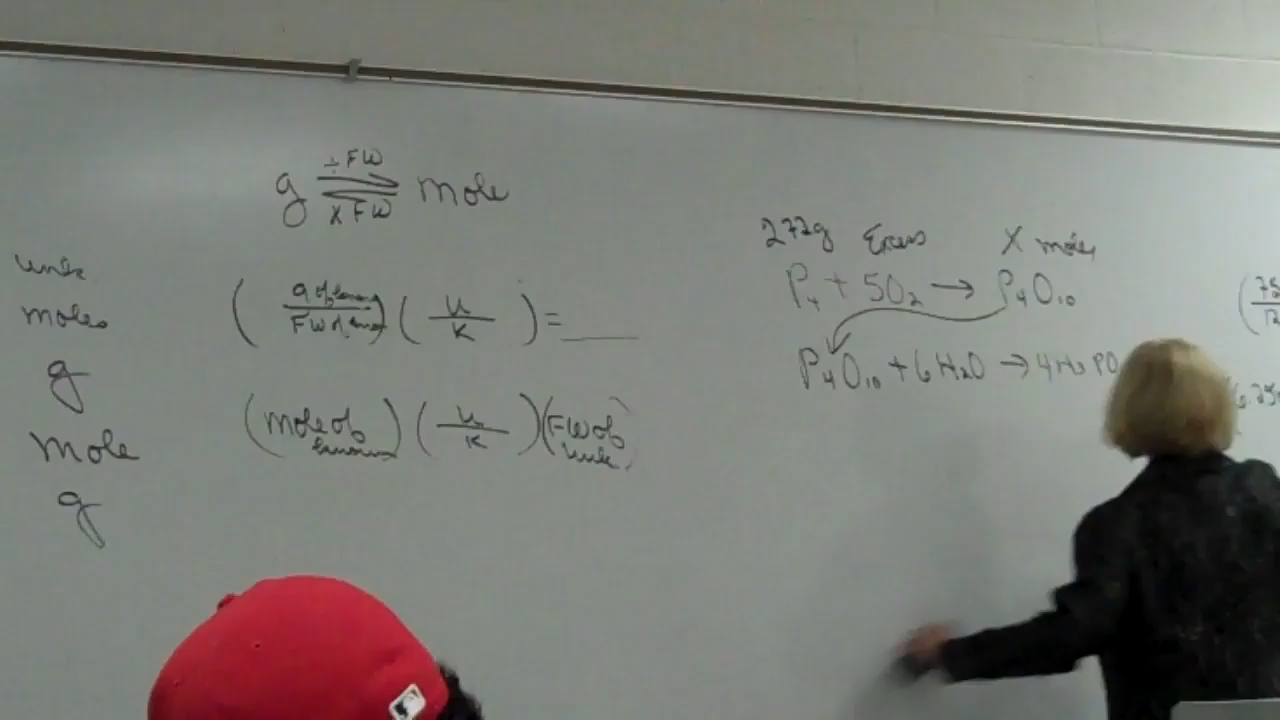 ÷ FW
g ⇌ mole
x FW
unk
moles
g
mole
g
( g of known / FW of known ) ( u / K ) = ____
( mole of known ) ( u / K ) ( FW of unk )
272g Excess X moles
P₄ + 5O₂ → P₄O₁₀
P₄O₁₀ + 6H₂O → 4H₃PO